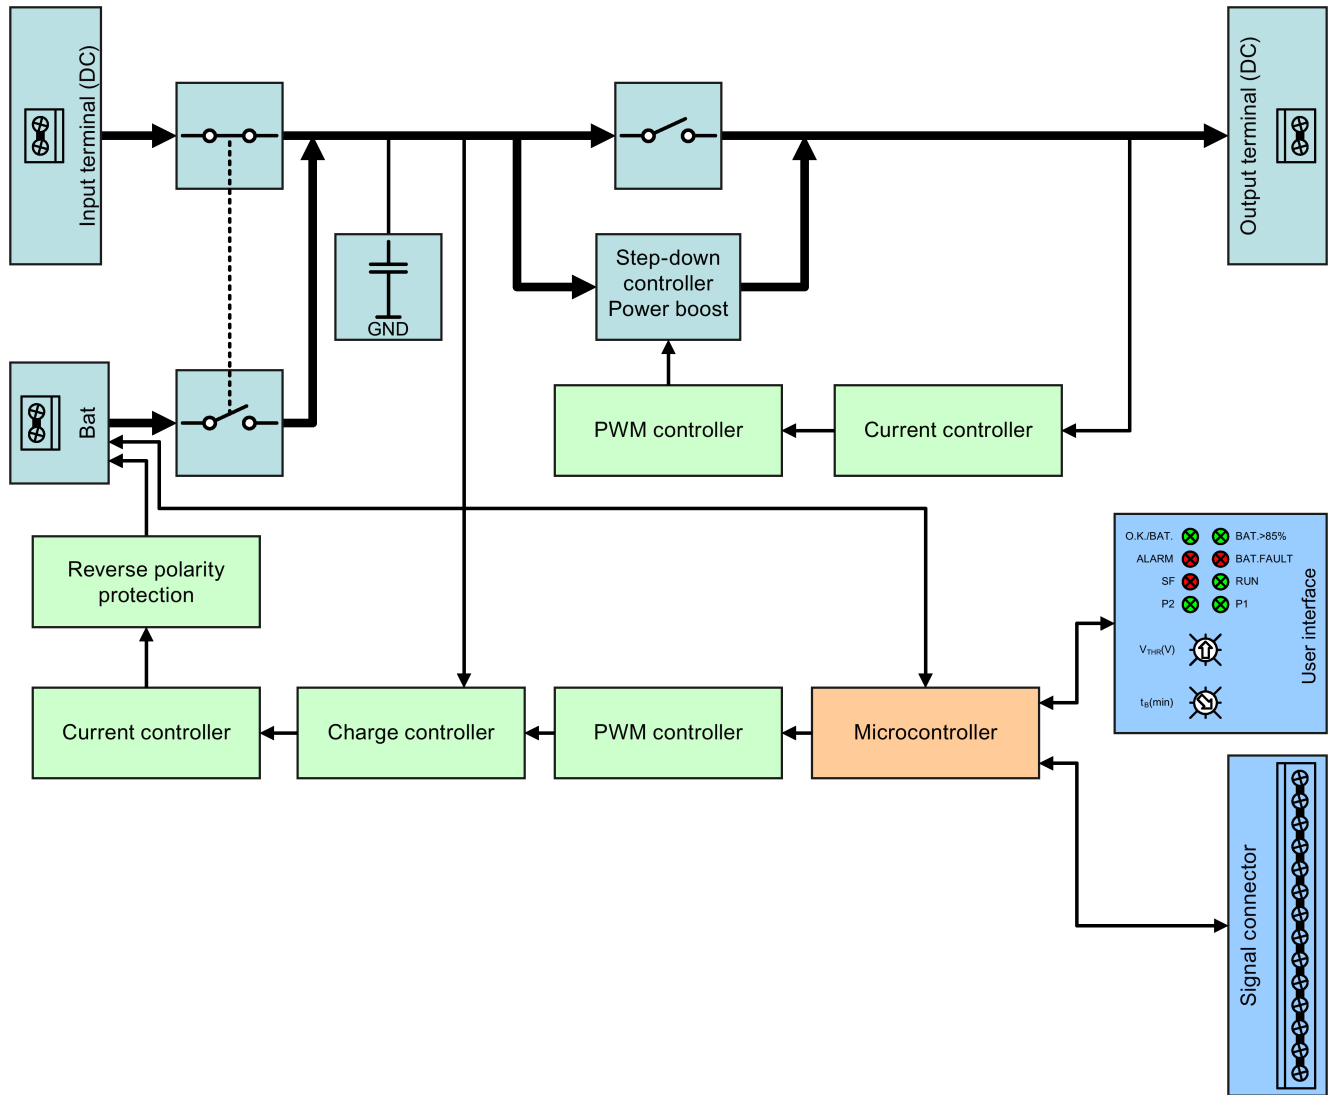 Input terminal (DC)
Output terminal (DC)
Step-down
controller
Power boost
GND
Bat
PWM controller
Current controller
Reverse polarity
protection
O.K./BAT.
BAT.>85%
ALARM
BAT.FAULT
SF
RUN
P2
P1
VTHR(V)
tB(min)
User interface
Current controller
Charge controller
PWM controller
Microcontroller
Signal connector